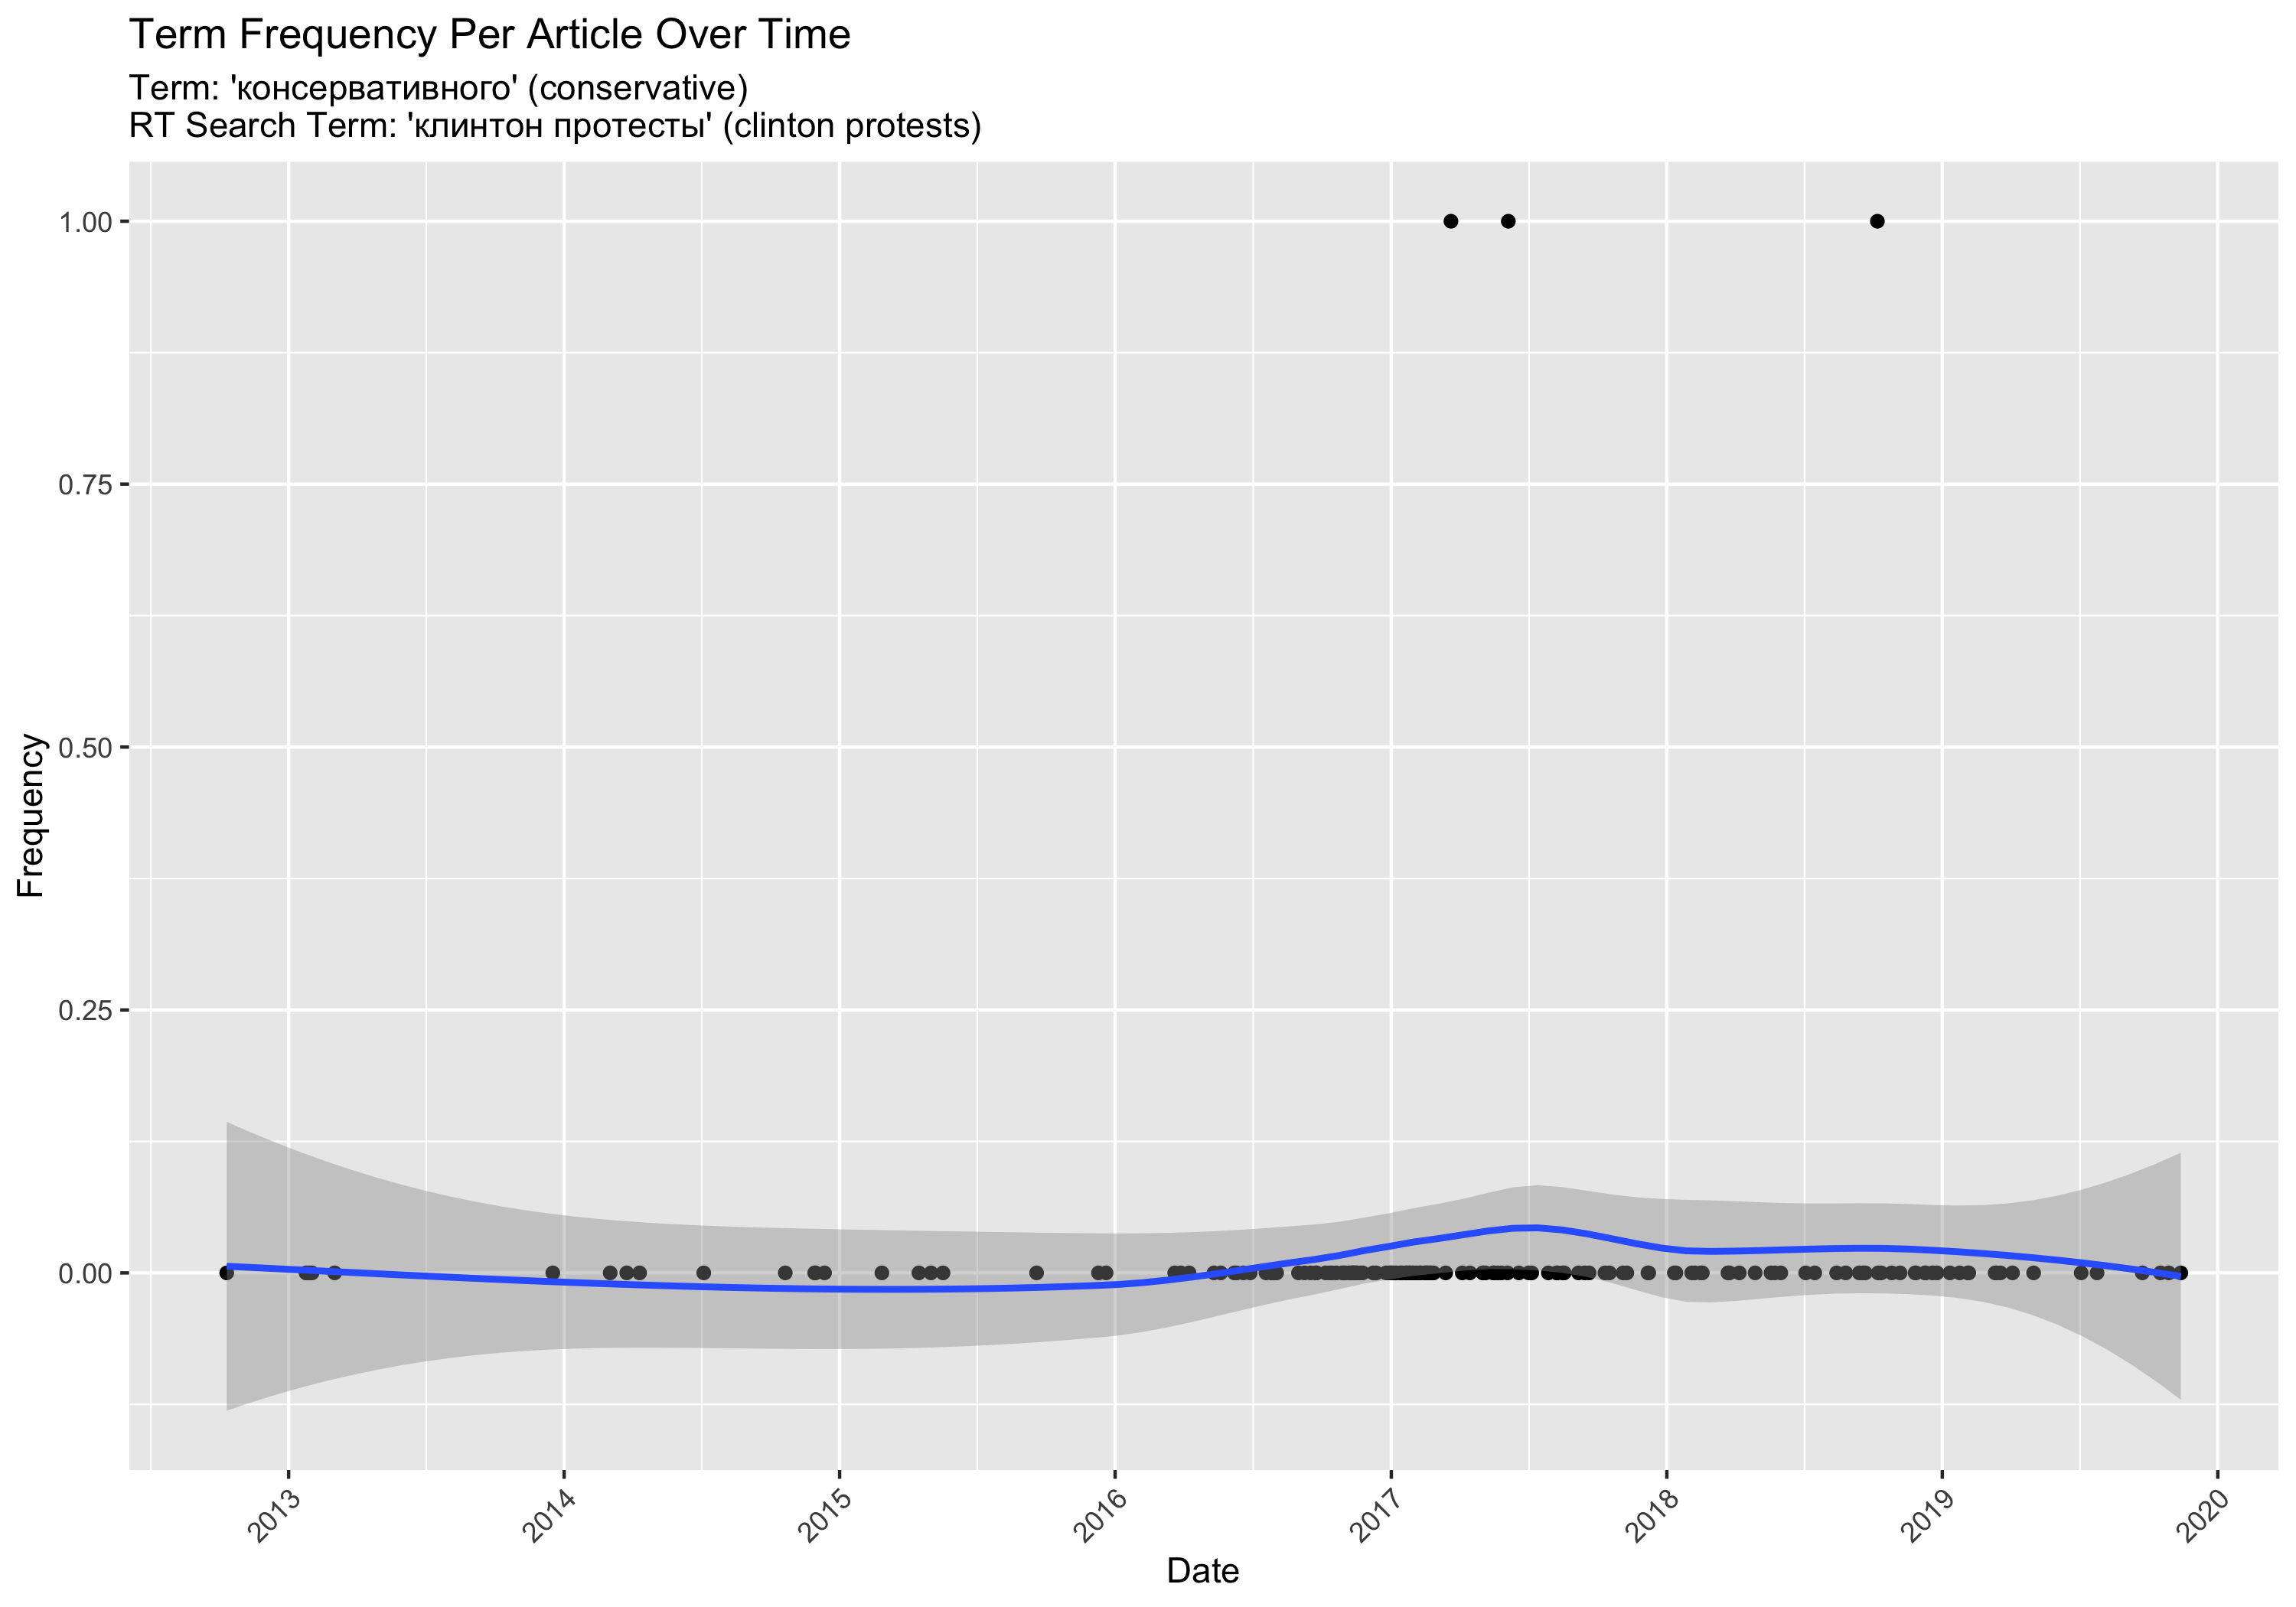 Term Frequency Per Article Over Time
Term: 'консервативного' (conservative)
RT Search Term: 'клинтон протесты' (clinton protests)
1.00
0.75
0.50
0.25
0.00
Frequency
2013
2014
2015
2016
2017
2018
2019
2020
Date